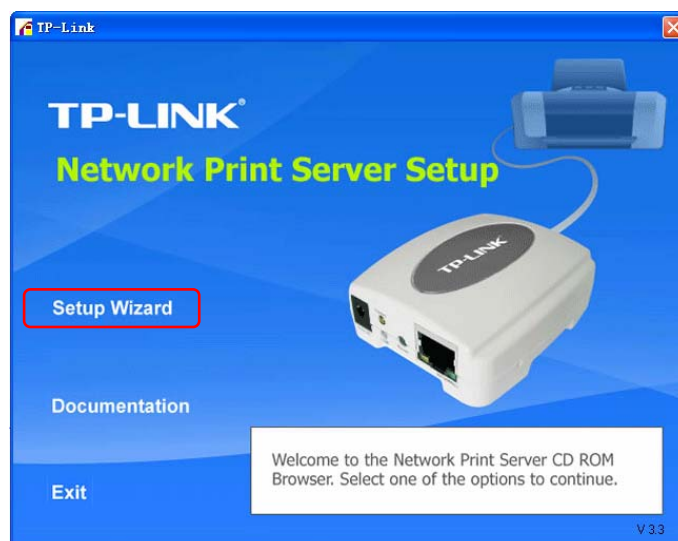 TP-Link
TP-LINK®
Network Print Server Setup
TP-LINK
Setup Wizard
Documentation
Welcome to the Network Print Server CD ROM
Browser. Select one of the options to continue.
Exit
V 3.3